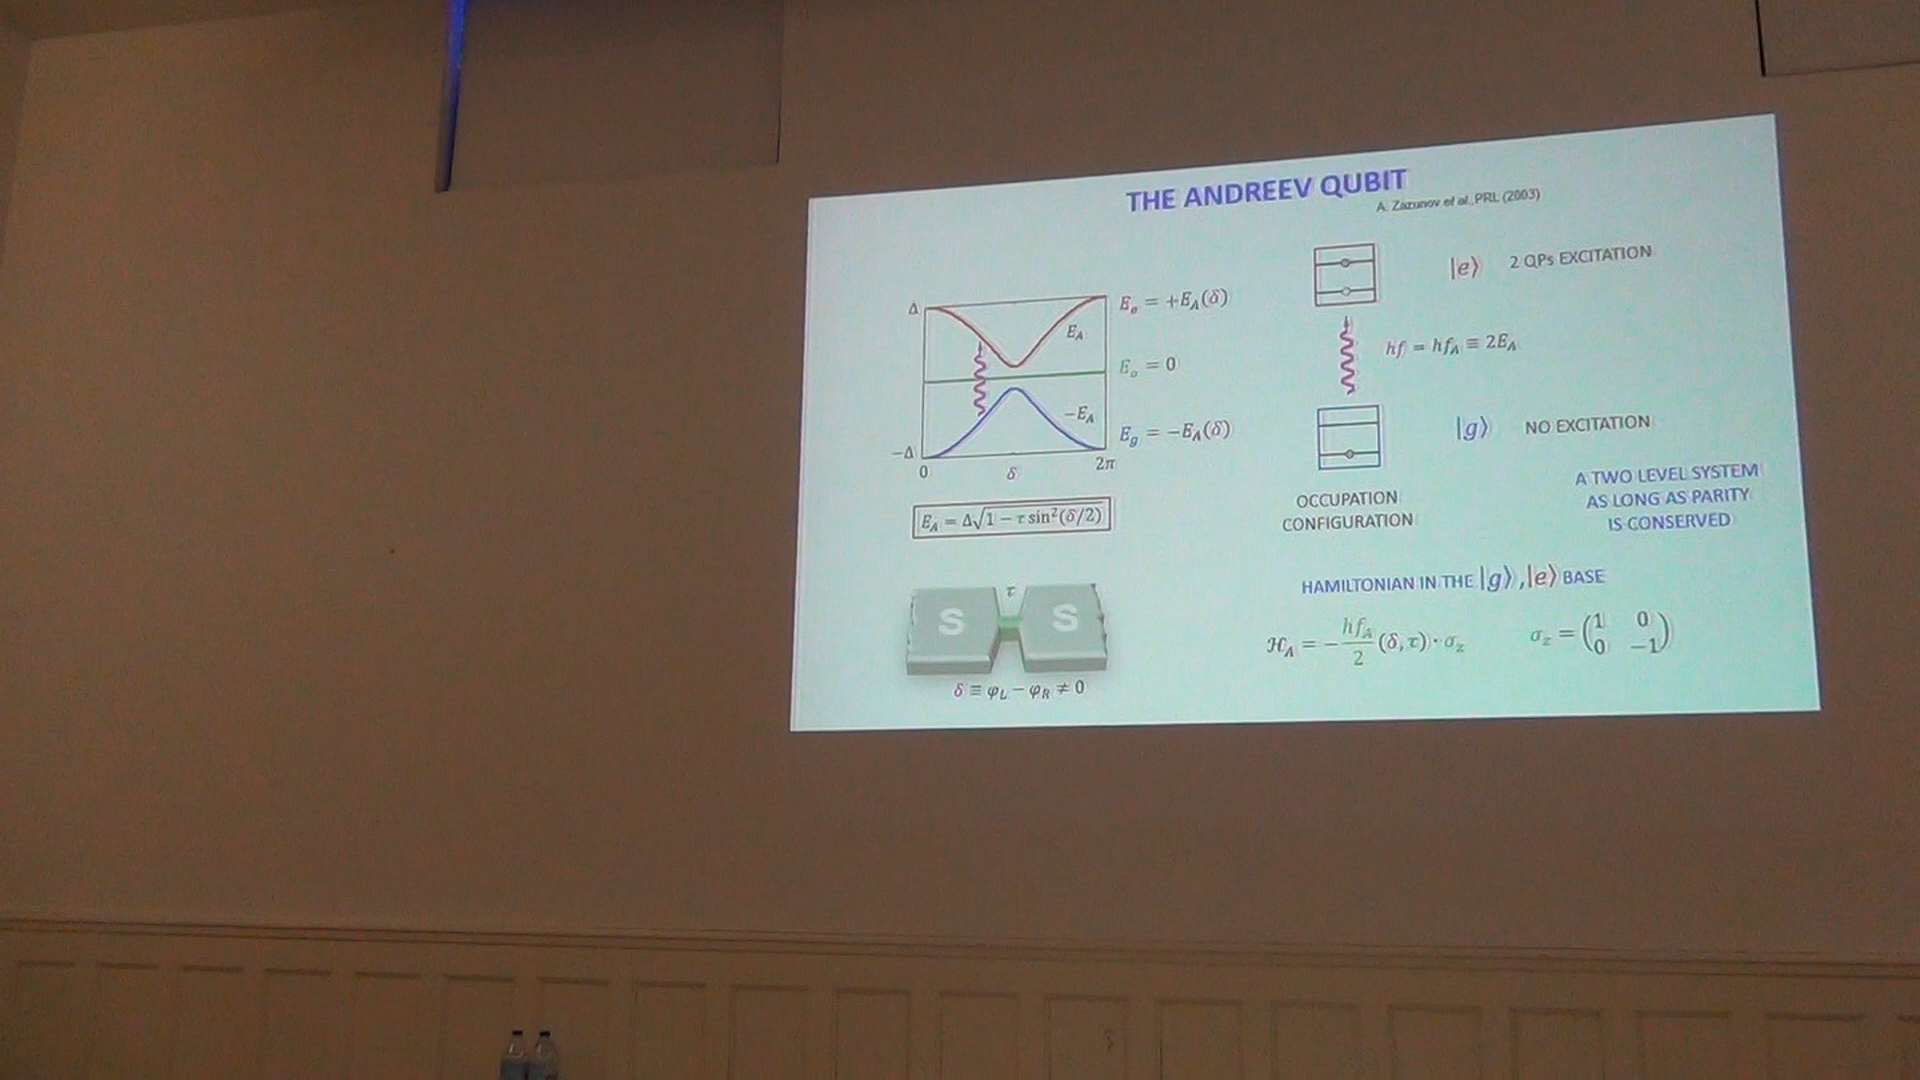 THE ANDREEV QUBIT
A. Zazunov et al., PRL (2003)
Δ
E_A
-E_A
-Δ
0
δ
2π
E_e = +E_A(δ)
E_o = 0
E_g = -E_A(δ)
E_A = Δ√1 - τ sin²(δ/2)
τ
S S
δ ≡ φ_L - φ_R ≠ 0
|e⟩ 2 QPs EXCITATION
hf = hf_A ≡ 2E_A
|g⟩ NO EXCITATION
OCCUPATION
CONFIGURATION
A TWO LEVEL SYSTEM
AS LONG AS PARITY
IS CONSERVED
HAMILTONIAN IN THE |g⟩,|e⟩ BASE
ℋ_A = - hf_A/2 (δ, τ) · σ_z
σ_z = (1 0
0 -1)